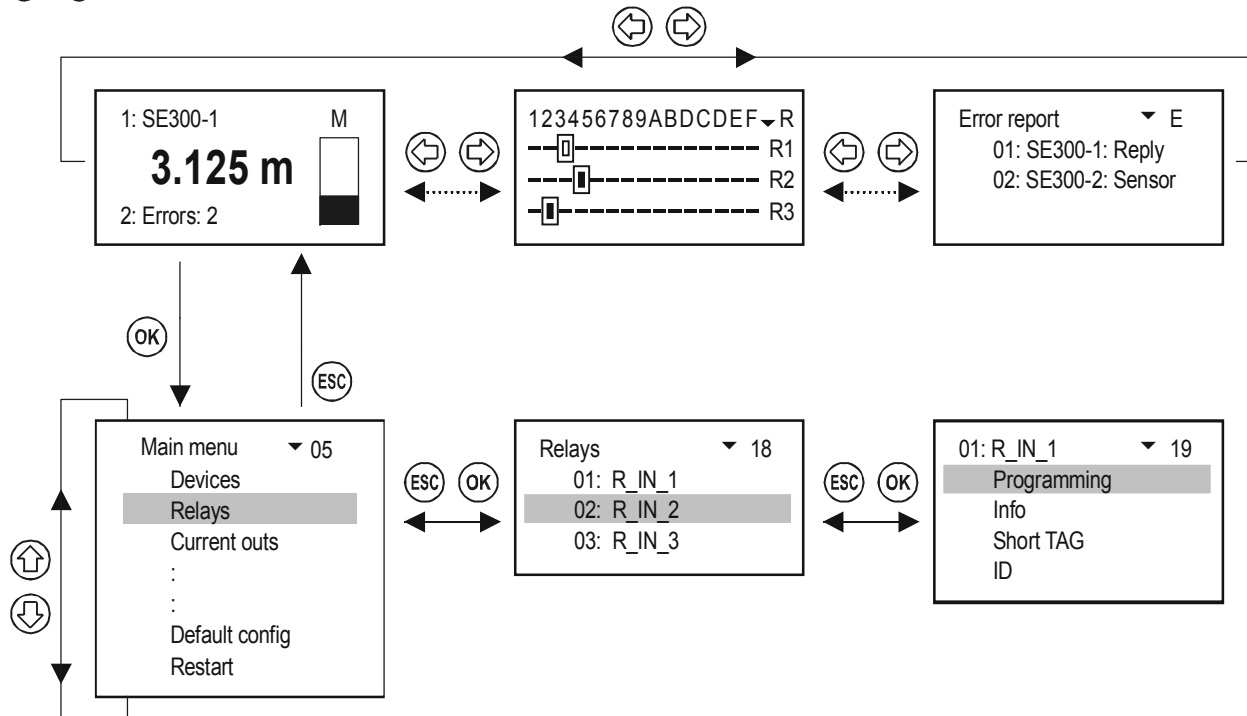 1: SE300-1 M
3.125 m
2: Errors: 2
123456789ABDCDEF R
R1
R2
R3
Error report E
01: SE300-1: Reply
02: SE300-2: Sensor
OK
ESC
Main menu 05
Devices
Relays
Current outs
:
:
Default config
Restart
ESC OK
Relays 18
01: R_IN_1
02: R_IN_2
03: R_IN_3
ESC OK
01: R_IN_1 19
Programming
Info
Short TAG
ID